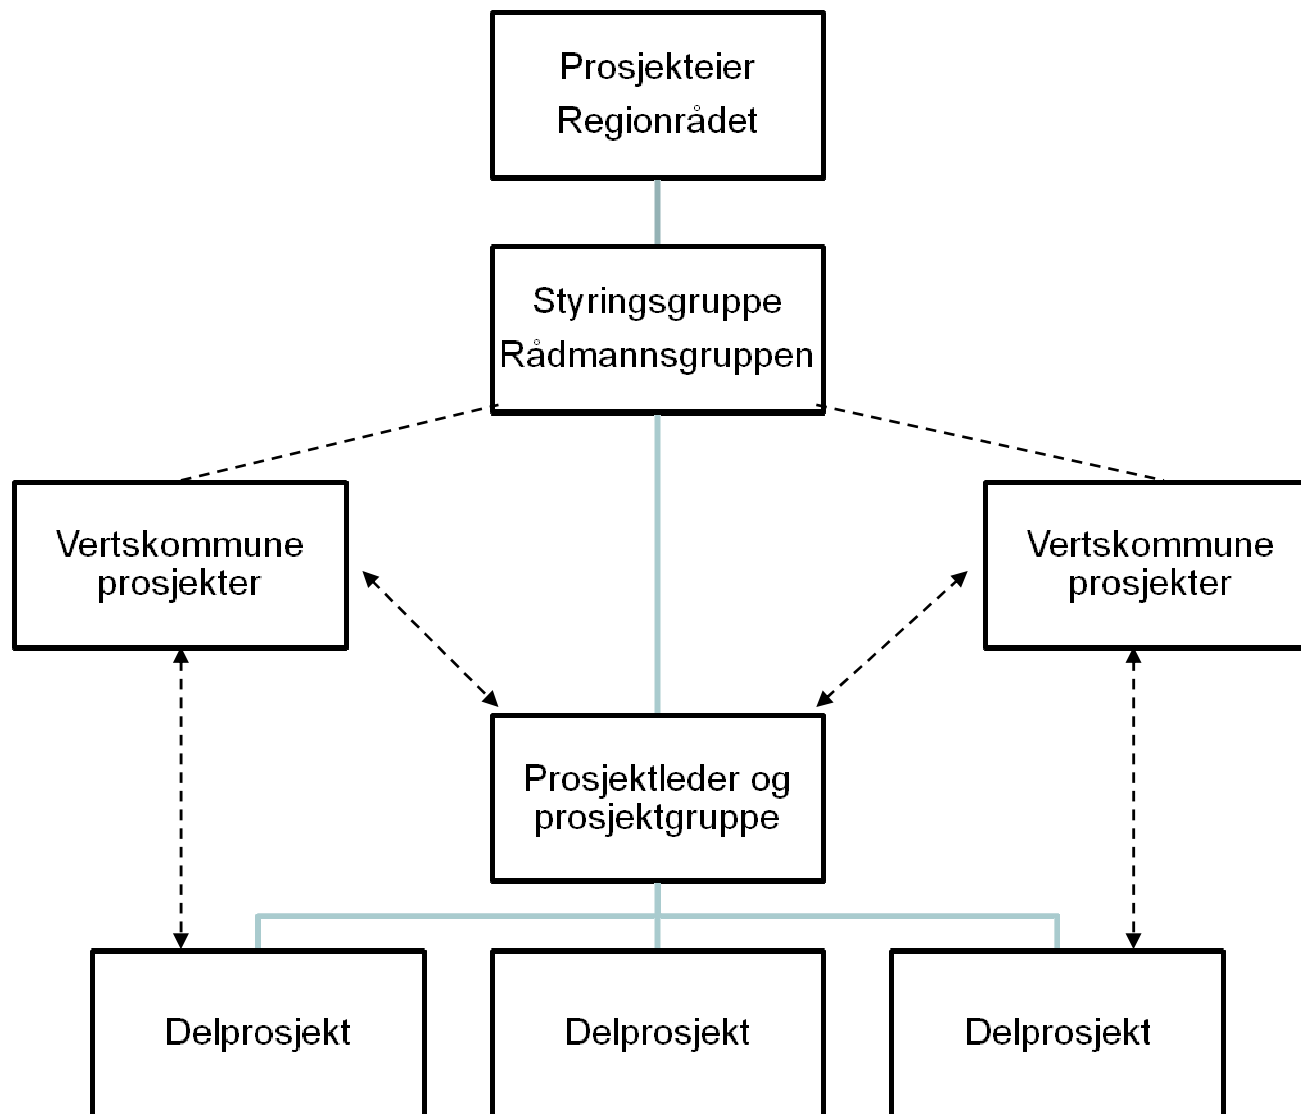 Prosjekteier
Regionrådet
Styringsgruppe
Rådmannsgruppen
Vertskommune
prosjekter
Vertskommune
prosjekter
Prosjektleder og
prosjektgruppe
Delprosjekt
Delprosjekt
Delprosjekt